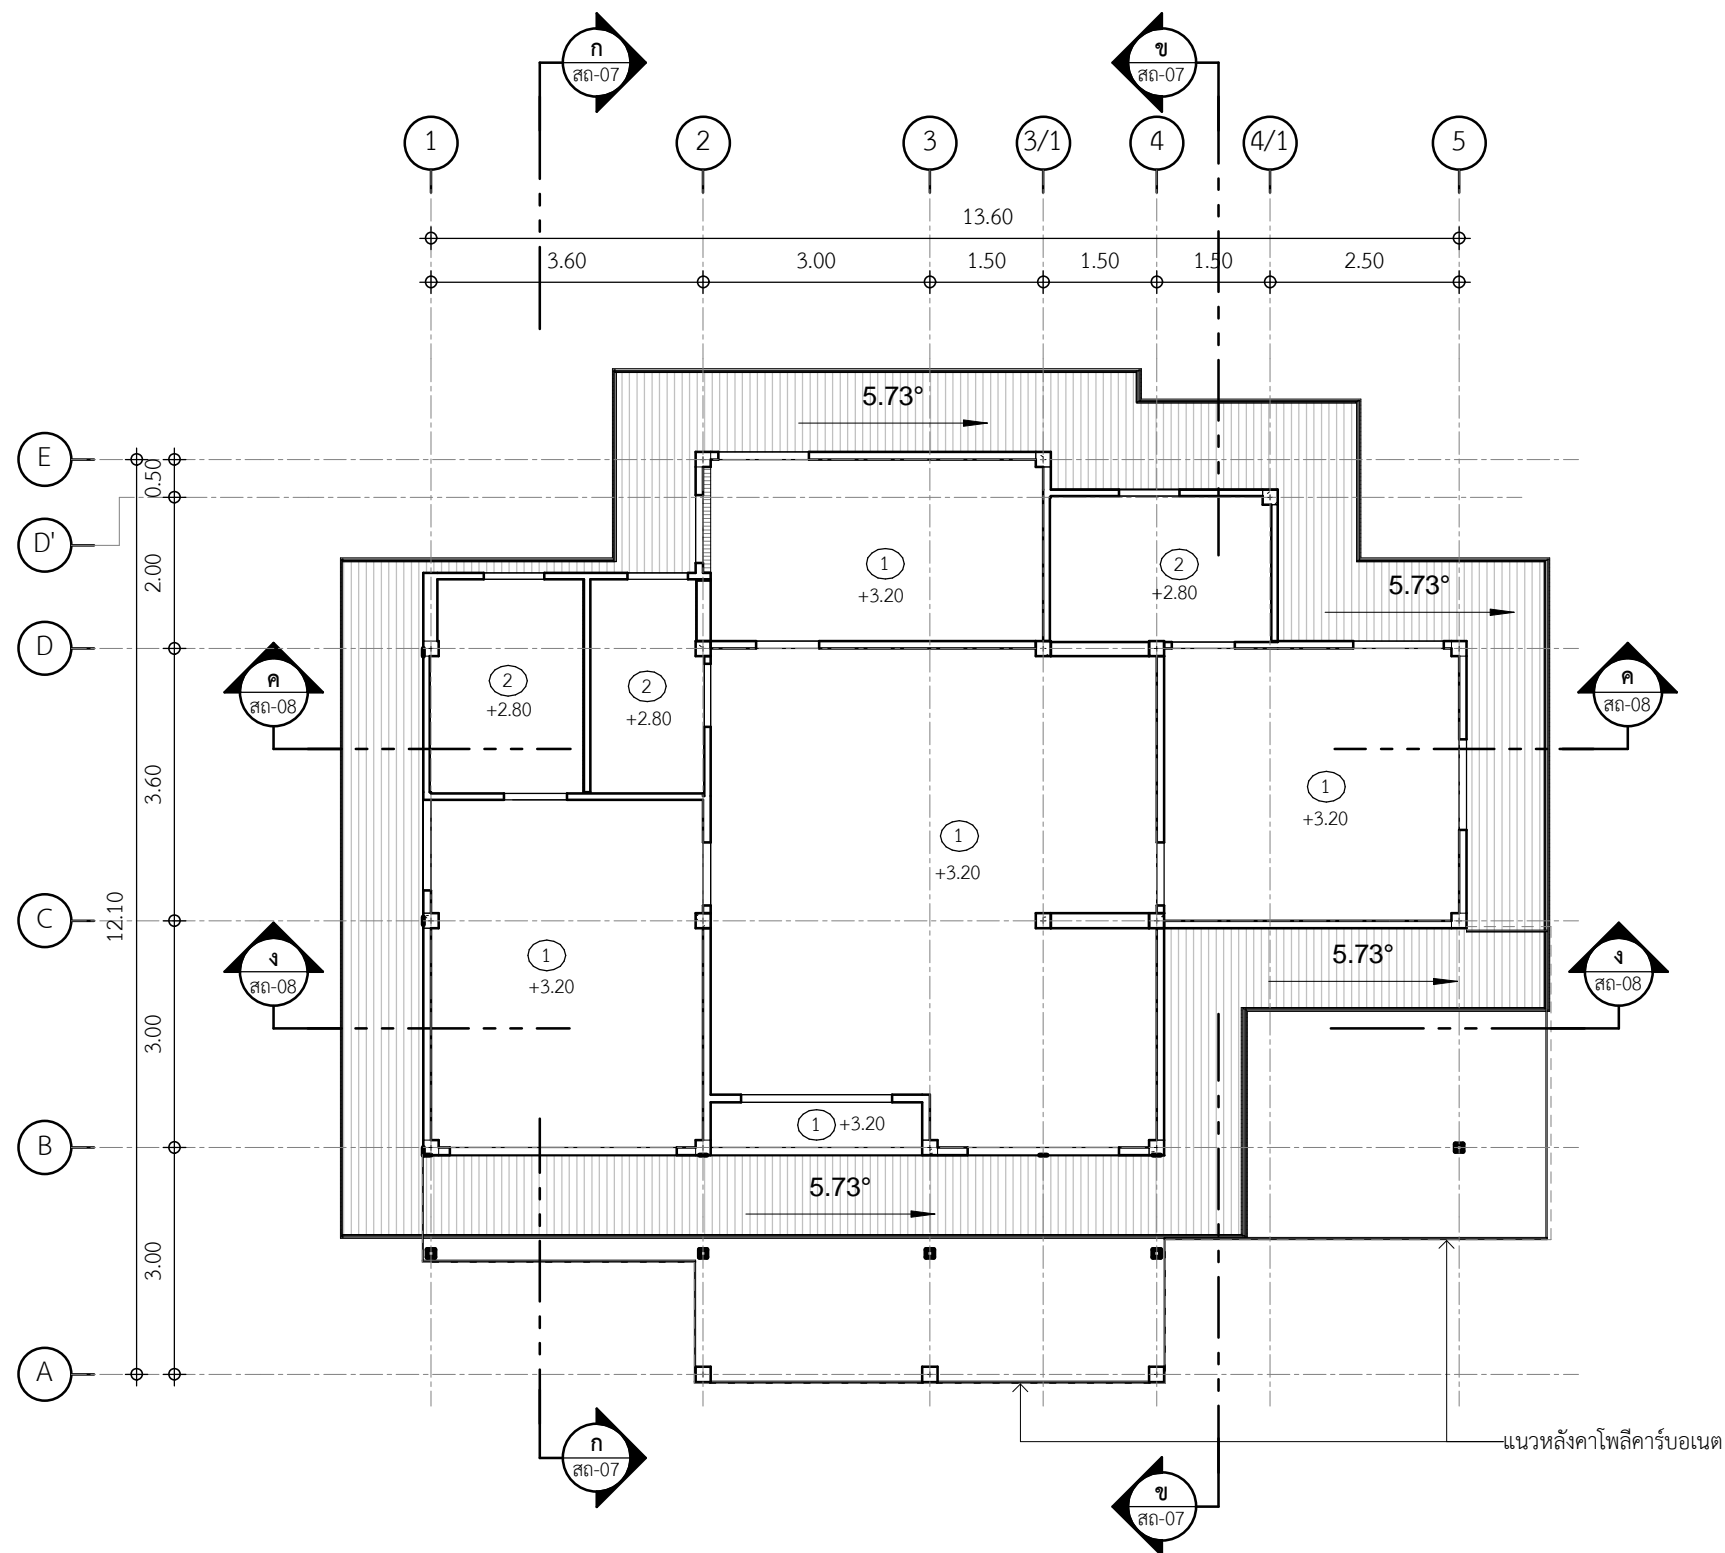 ก
สถ-07
ข
สถ-07
1
2
3
3/1
4
4/1
5
13.60
3.60
3.00
1.50
1.50
1.50
2.50
5.73°
E
0.50
D'
2.00
1
+3.20
2
+2.80
5.73°
D
ค
สถ-08
2
+2.80
2
+2.80
ค
สถ-08
3.60
1
+3.20
1
+3.20
C
12.10
ง
สถ-08
1
+3.20
5.73°
ง
สถ-08
3.00
B
1
+3.20
5.73°
3.00
A
แนวหลังคาโพลีคาร์บอเนต
ก
สถ-07
ข
สถ-07